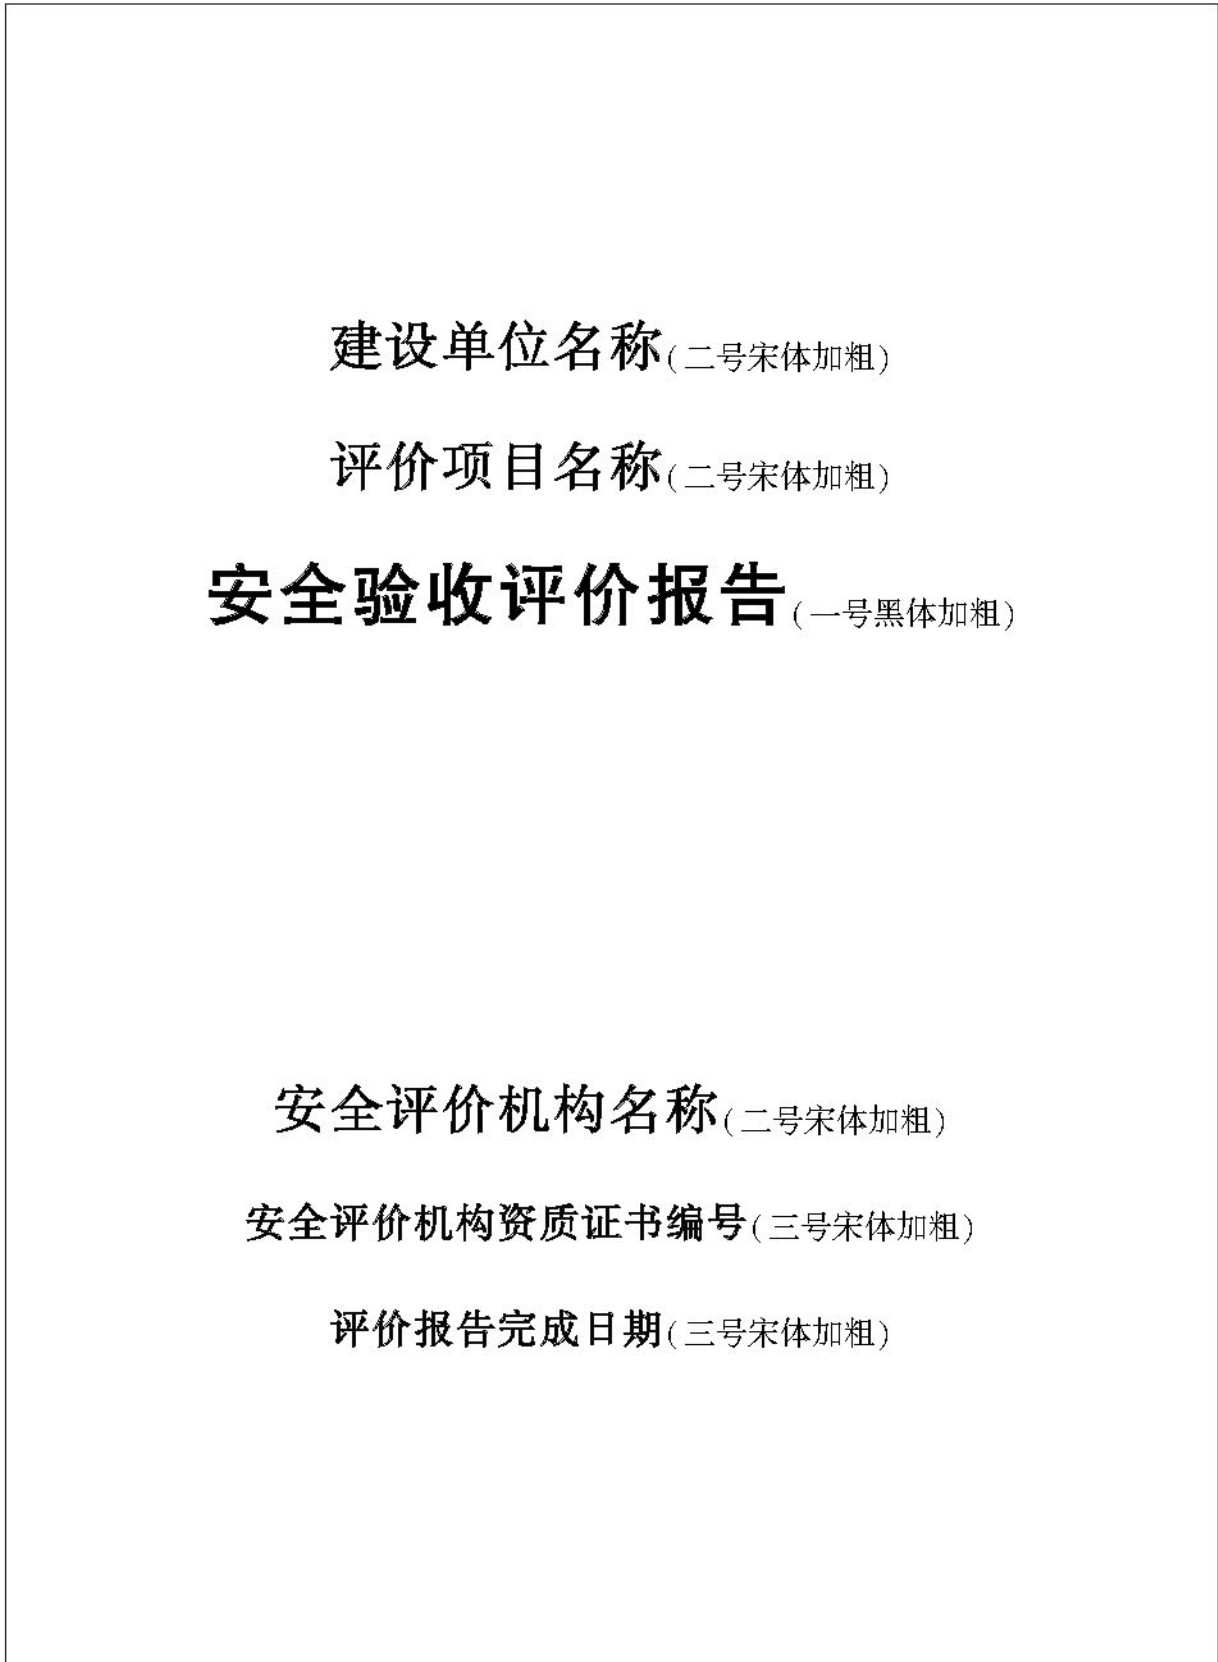 建设单位名称(二号宋体加粗)
评价项目名称(二号宋体加粗)
安全验收评价报告(一号黑体加粗)
安全评价机构名称(二号宋体加粗)
安全评价机构资质证书编号(三号宋体加粗)
评价报告完成日期(三号宋体加粗)